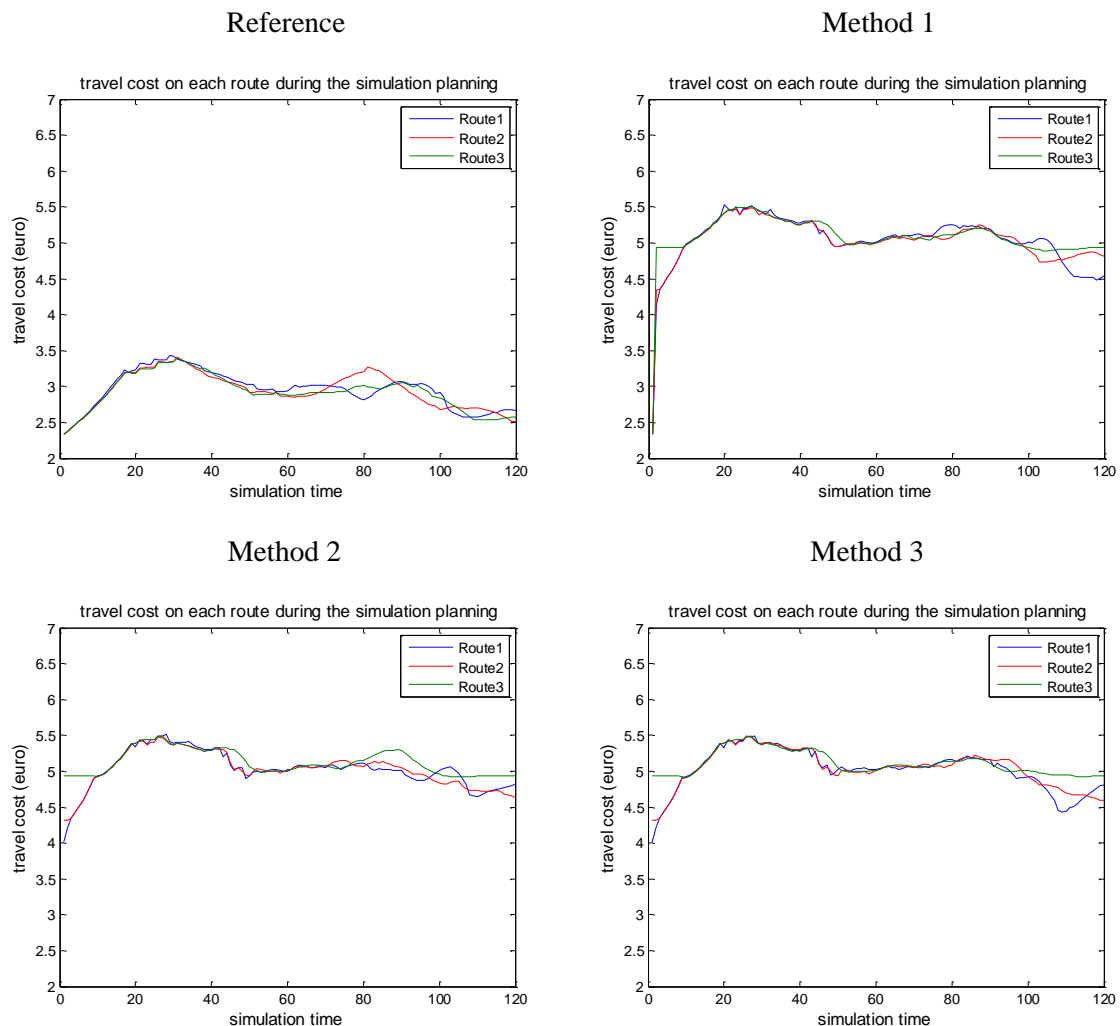 Reference
travel cost on each route during the simulation planning
7
6.5
6
5.5
5
4.5
4
3.5
3
2.5
2
travel cost (euro)
Route1
Route2
Route3
0 20 40 60 80 100 120
simulation time
Method 1
travel cost on each route during the simulation planning
7
6.5
6
5.5
5
4.5
4
3.5
3
2.5
2
travel cost (euro)
Route1
Route2
Route3
0 20 40 60 80 100 120
simulation time
Method 2
travel cost on each route during the simulation planning
7
6.5
6
5.5
5
4.5
4
3.5
3
2.5
2
travel cost (euro)
Route1
Route2
Route3
0 20 40 60 80 100 120
simulation time
Method 3
travel cost on each route during the simulation planning
7
6.5
6
5.5
5
4.5
4
3.5
3
2.5
2
travel cost (euro)
Route1
Route2
Route3
0 20 40 60 80 100 120
simulation time